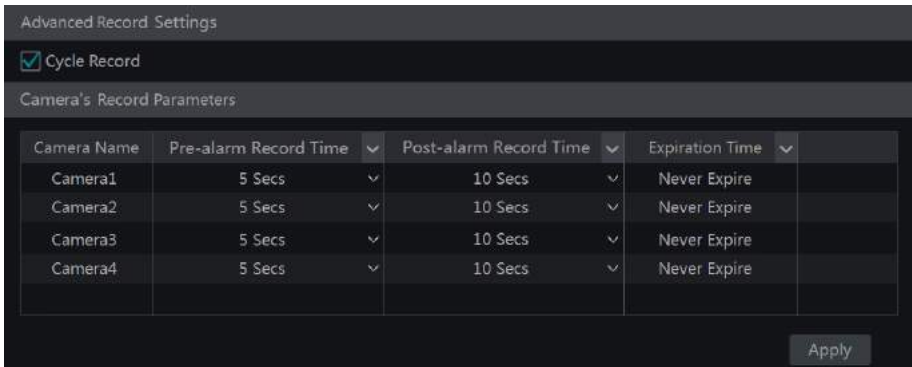 Advanced Record Settings
Cycle Record
Camera's Record Parameters
Camera Name Pre-alarm Record Time Post-alarm Record Time Expiration Time
Camera1 5 Secs 10 Secs Never Expire
Camera2 5 Secs 10 Secs Never Expire
Camera3 5 Secs 10 Secs Never Expire
Camera4 5 Secs 10 Secs Never Expire
Apply